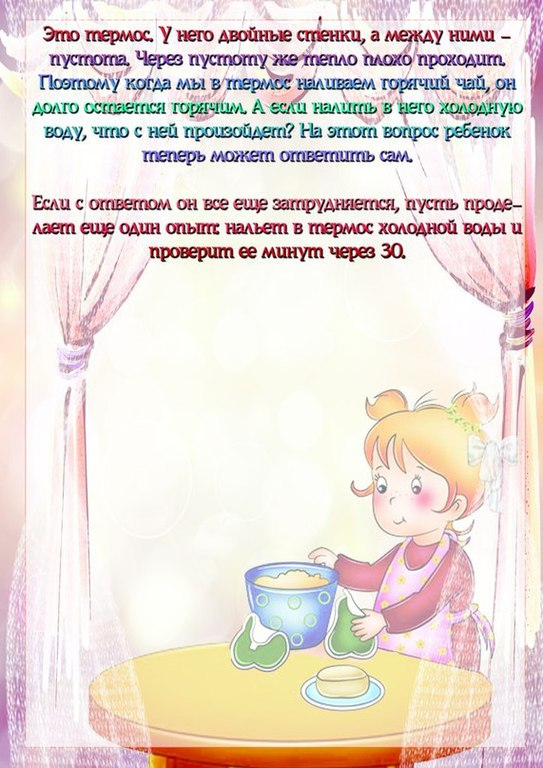 Это термос. У него двойные стенки, а между ними –
пустота. Через пустоту же тепло плохо проходит.
Поэтому когда мы в термос наливаем горячий чай, он
долго остается горячим. А если налить в него холодную
воду, что с ней произойдет? На этот вопрос ребенок
теперь может ответить сам.
Если с ответом он все еще затрудняется, пусть проде–
лает еще один опыт: нальет в термос холодной воды и
проверит ее минут через 30.